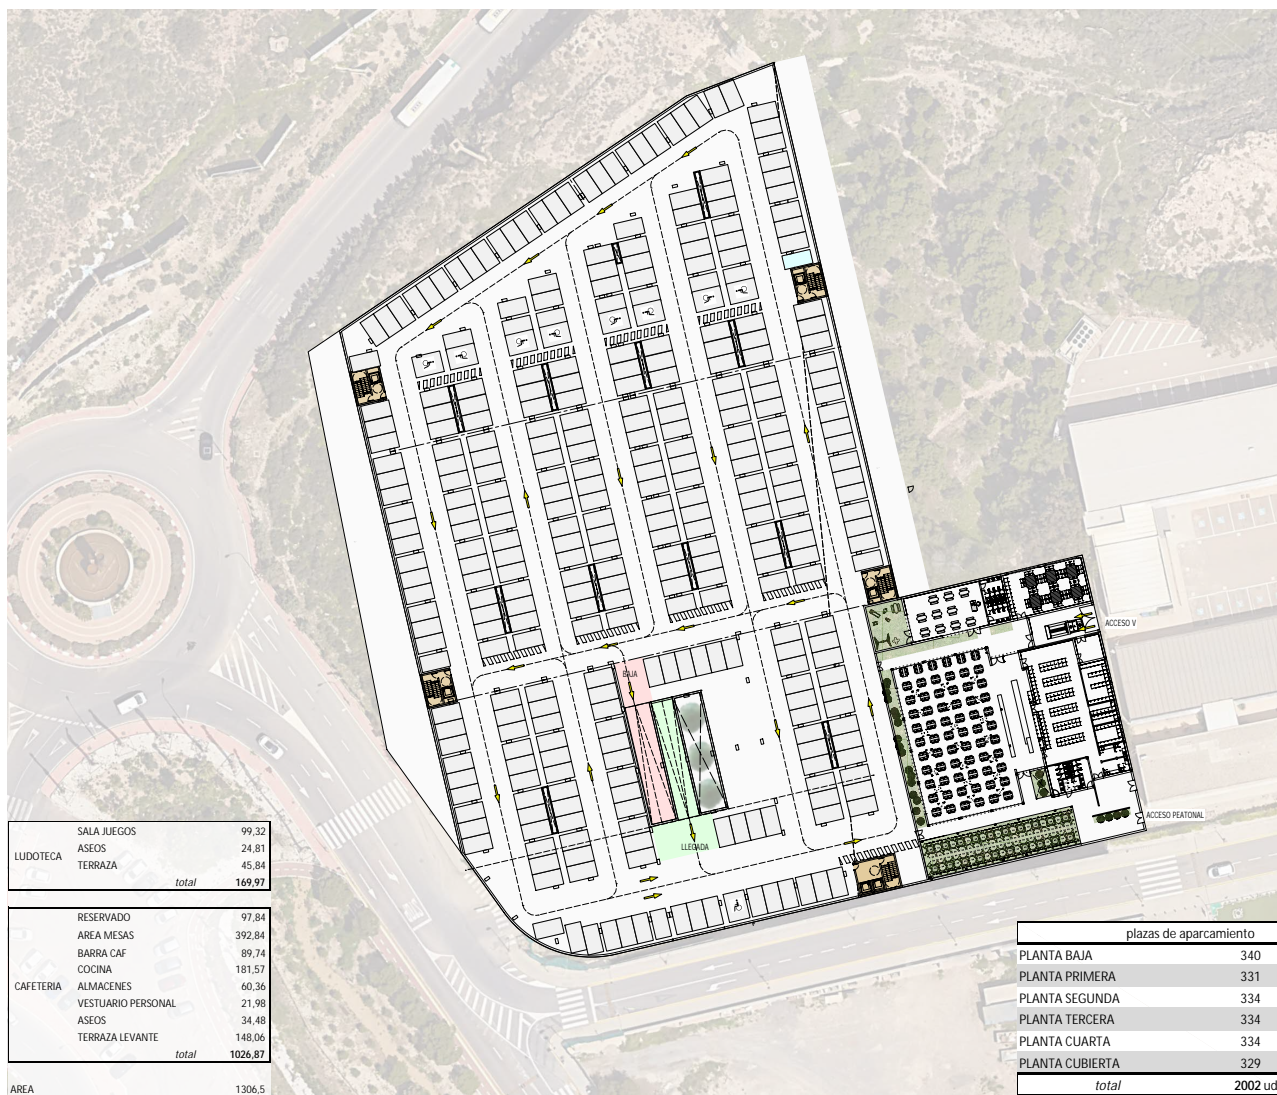 ACCESO V
BAJA
LLEGADA
ACCESO PEATONAL
LUDOTECA
SALA JUEGOS 99,32
ASEOS 24,81
TERRAZA 45,84
total 169,97
CAFETERIA
RESERVADO 97,84
AREA MESAS 392,84
BARRA CAF 89,74
COCINA 181,57
ALMACENES 60,36
VESTUARIO PERSONAL 21,98
ASEOS 34,48
TERRAZA LEVANTE 148,06
total 1026,87
AREA 1306,5
plazas de aparcamiento
PLANTA BAJA 340
PLANTA PRIMERA 331
PLANTA SEGUNDA 334
PLANTA TERCERA 334
PLANTA CUARTA 334
PLANTA CUBIERTA 329
total 2002 ud